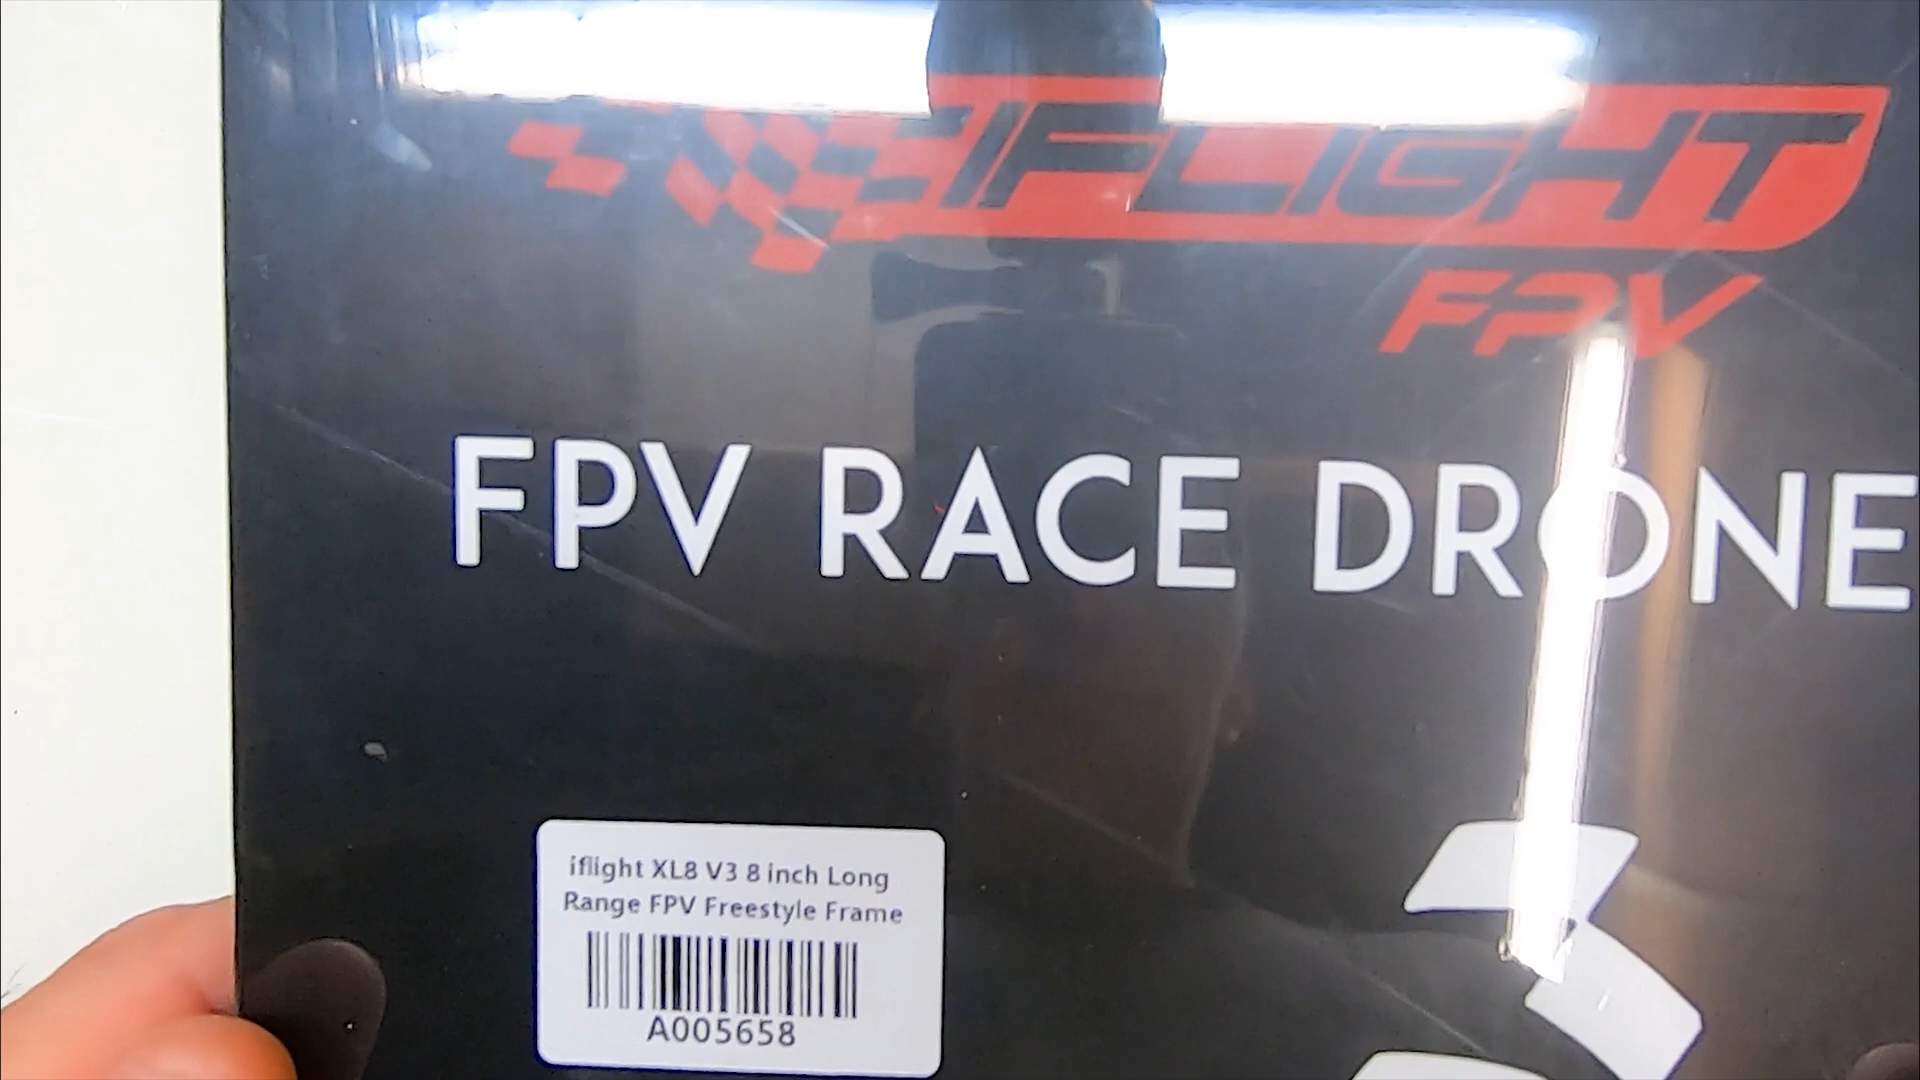 IFLIGHT
FPV
FPV RACE DRONE
iflight XL8 V3 8 inch Long
Range FPV Freestyle Frame
A005658